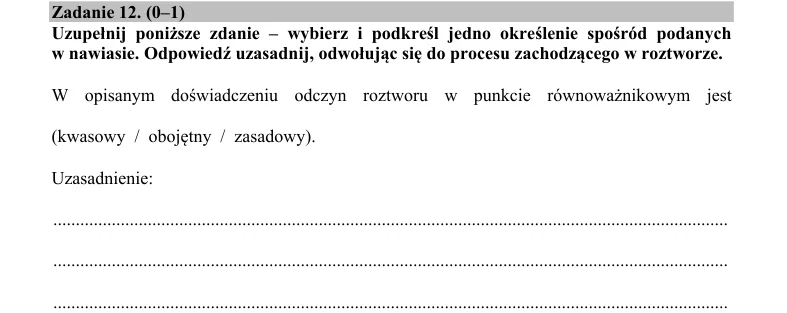 Zadanie 12. (0–1)
Uzupełnij poniższe zdanie – wybierz i podkreśl jedno określenie spośród podanych
w nawiasie. Odpowiedź uzasadnij, odwołując się do procesu zachodzącego w roztworze.
W opisanym doświadczeniu odczyn roztworu w punkcie równoważnikowym jest
(kwasowy / obojętny / zasadowy).
Uzasadnienie: